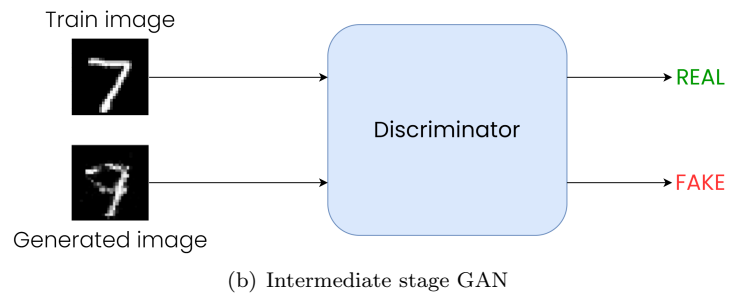 Train image
REAL
Discriminator
FAKE
Generated image
(b) Intermediate stage GAN